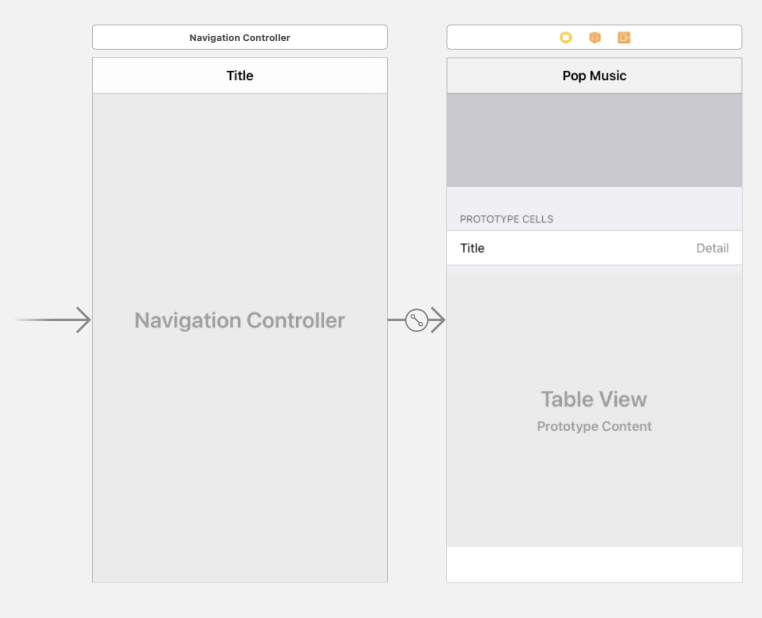 Navigation Controller
Title
Navigation Controller
Pop Music
PROTOTYPE CELLS
Title Detail
Table View
Prototype Content